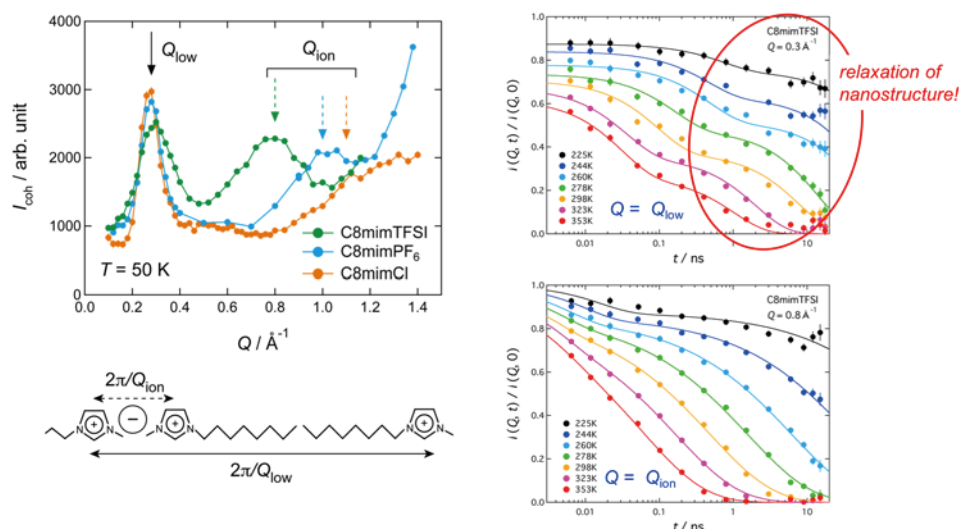 4000
3000
2000
1000
0
I_coh / arb. unit
Q_low
Q_ion
C8mimTFSI
C8mimPF₆
C8mimCl
T = 50 K
0.0
0.2
0.4
0.6
0.8
1.0
1.2
1.4
Q / Å⁻¹
2π/Q_ion
N
+
N
−
N
+
N
N
+
N
2π/Q_low
1.0
0.8
0.6
0.4
0.2
0.0
i (Q, t) / i (Q, 0)
C8mimTFSI
Q = 0.3 Å⁻¹
relaxation of
nanostructure!
225K
244K
260K
278K
298K
323K
353K
Q = Q_low
0.01
0.1
1
10
t / ns
1.0
0.8
0.6
0.4
0.2
0.0
i (Q, t) / i (Q, 0)
C8mimTFSI
Q = 0.8 Å⁻¹
225K
244K
260K
278K
298K
323K
353K
Q = Q_ion
0.01
0.1
1
10
t / ns